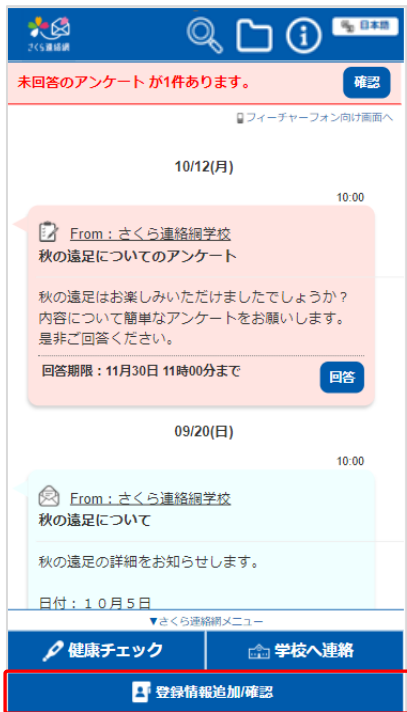 さくら連絡網
日本語
未回答のアンケート が1件あります。
確認
フィーチャーフォン向け画面へ
10/12(月)
10:00
From：さくら連絡網学校
秋の遠足についてのアンケート
秋の遠足はお楽しみいただけましたでしょうか？
内容について簡単なアンケートをお願いします。
是非ご回答ください。
回答期限：11月30日 11時00分まで
回答
09/20(日)
10:00
From：さくら連絡網学校
秋の遠足について
秋の遠足の詳細をお知らせします。
日付：１０月５日
▼さくら連絡網メニュー
健康チェック
学校へ連絡
登録情報追加/確認